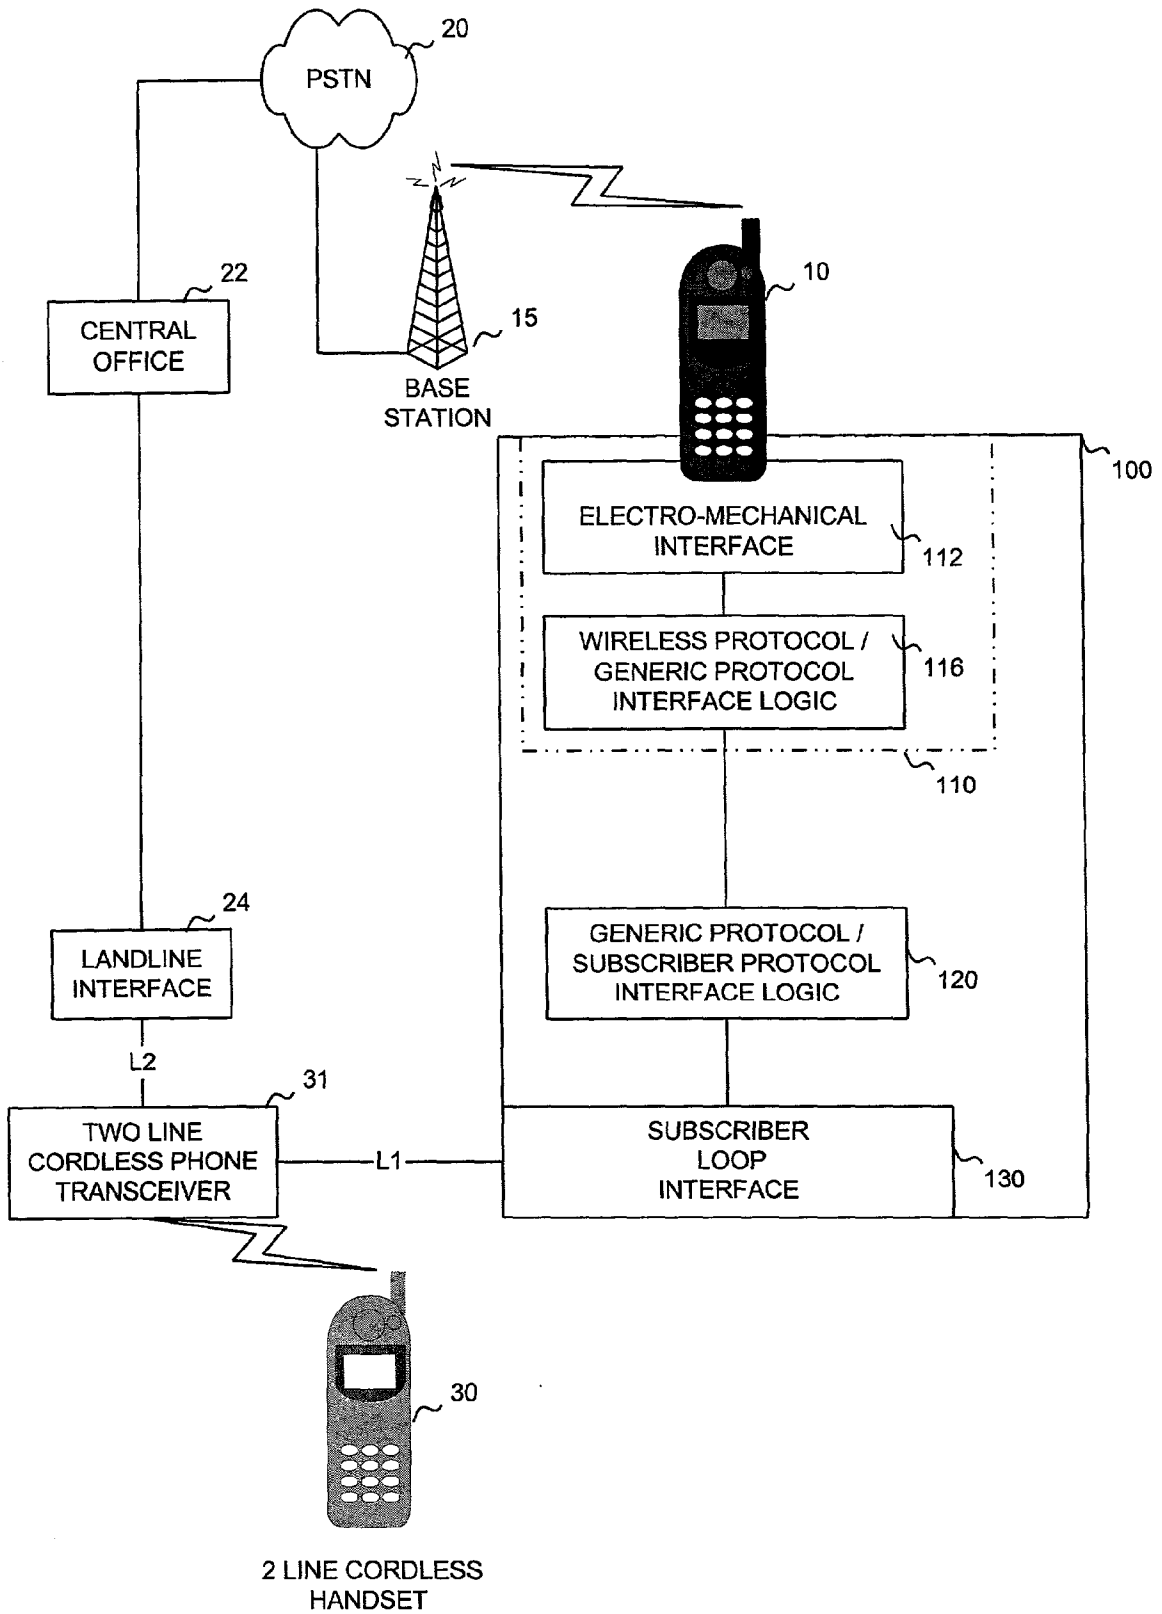 20
PSTN
10
22
15
CENTRAL
OFFICE
BASE
STATION
100
ELECTRO-MECHANICAL
INTERFACE
112
WIRELESS PROTOCOL /
GENERIC PROTOCOL
INTERFACE LOGIC
116
110
24
LANDLINE
INTERFACE
GENERIC PROTOCOL /
SUBSCRIBER PROTOCOL
INTERFACE LOGIC
120
L2
31
TWO LINE
CORDLESS PHONE
TRANSCEIVER
L1
SUBSCRIBER
LOOP
INTERFACE
130
30
2 LINE CORDLESS
HANDSET